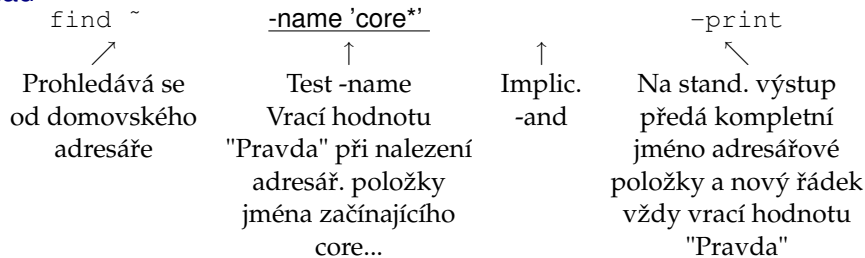 find ~ -name 'core*' -print
Prohledává se
od domovského
adresáře
Test -name
Vrací hodnotu
"Pravda" při nalezení
adresář. položky
jména začínajícího
core...
Implic.
-and
Na stand. výstup
předá kompletní
jméno adresářové
položky a nový řádek
vždy vrací hodnotu
"Pravda"